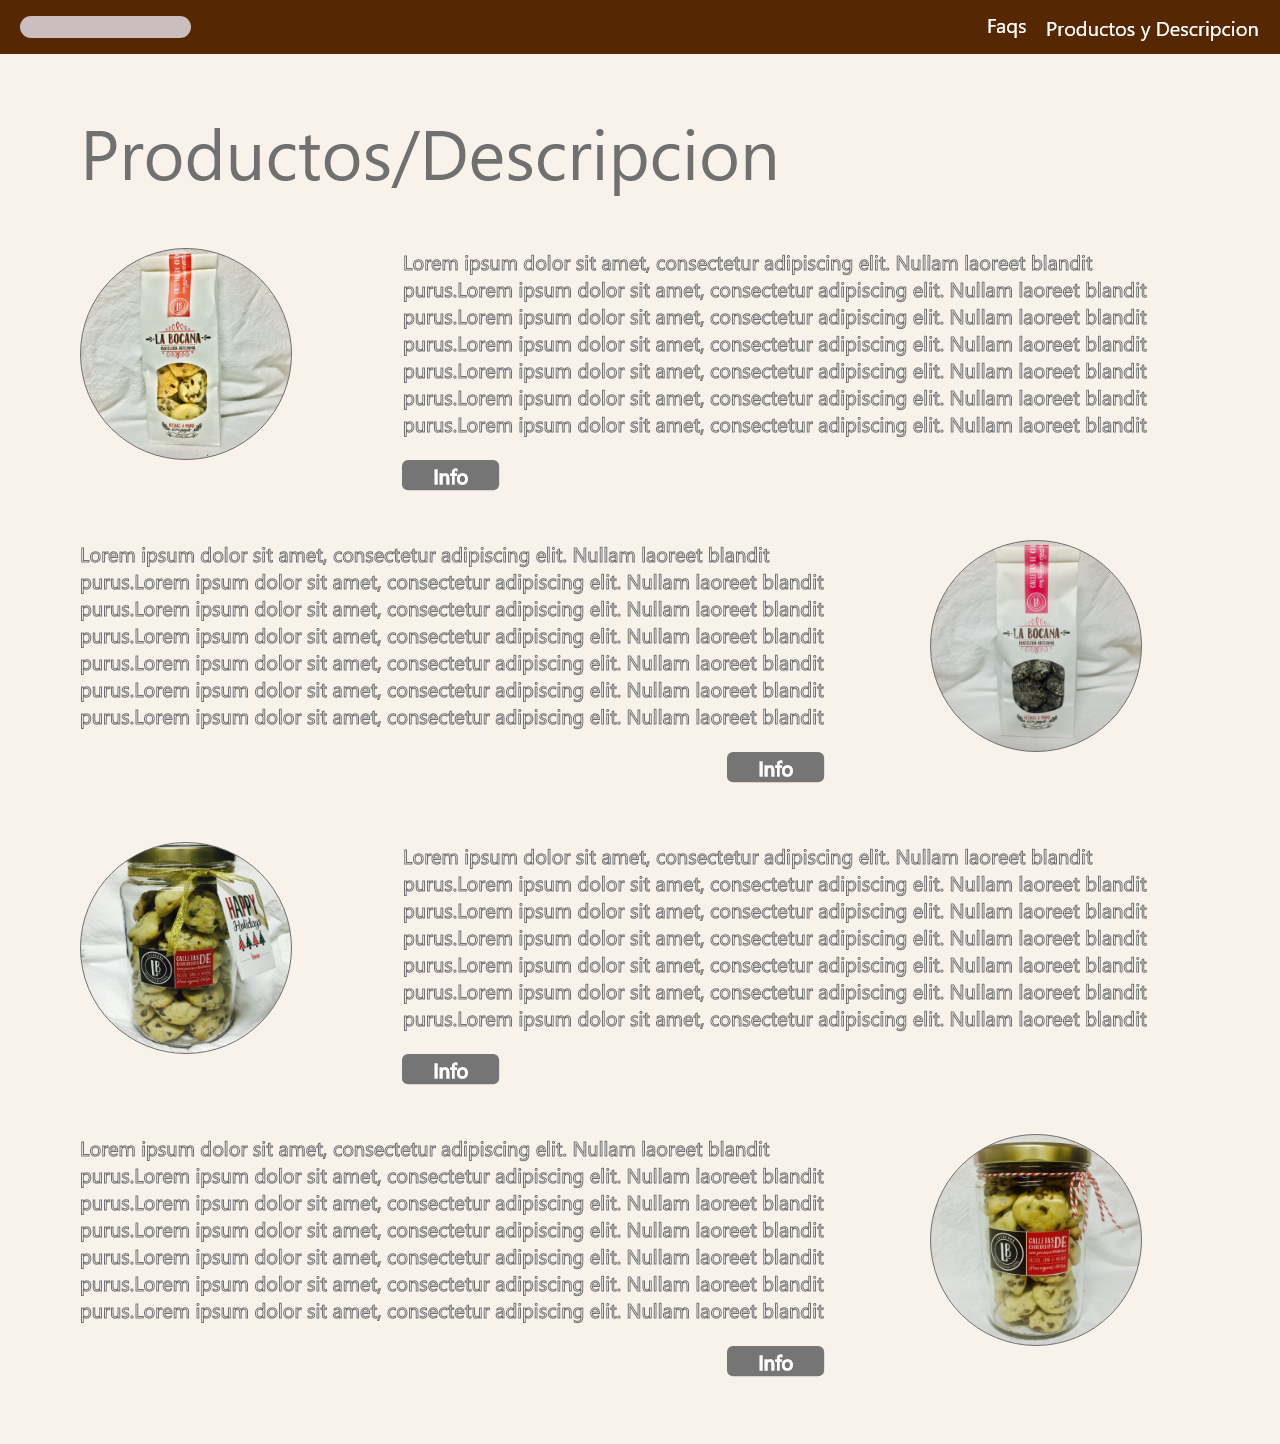 Faqs
Productos y Descripcion
Productos/Descripcion
LA BOCANA
Lorem ipsum dolor sit amet, consectetur adipiscing elit. Nullam laoreet blandit
purus.Lorem ipsum dolor sit amet, consectetur adipiscing elit. Nullam laoreet blandit
purus.Lorem ipsum dolor sit amet, consectetur adipiscing elit. Nullam laoreet blandit
purus.Lorem ipsum dolor sit amet, consectetur adipiscing elit. Nullam laoreet blandit
purus.Lorem ipsum dolor sit amet, consectetur adipiscing elit. Nullam laoreet blandit
purus.Lorem ipsum dolor sit amet, consectetur adipiscing elit. Nullam laoreet blandit
purus.Lorem ipsum dolor sit amet, consectetur adipiscing elit. Nullam laoreet blandit
Info
Lorem ipsum dolor sit amet, consectetur adipiscing elit. Nullam laoreet blandit
purus.Lorem ipsum dolor sit amet, consectetur adipiscing elit. Nullam laoreet blandit
purus.Lorem ipsum dolor sit amet, consectetur adipiscing elit. Nullam laoreet blandit
purus.Lorem ipsum dolor sit amet, consectetur adipiscing elit. Nullam laoreet blandit
purus.Lorem ipsum dolor sit amet, consectetur adipiscing elit. Nullam laoreet blandit
purus.Lorem ipsum dolor sit amet, consectetur adipiscing elit. Nullam laoreet blandit
purus.Lorem ipsum dolor sit amet, consectetur adipiscing elit. Nullam laoreet blandit
LA BOCANA
Info
HAPPY
Holidays
LB
Lorem ipsum dolor sit amet, consectetur adipiscing elit. Nullam laoreet blandit
purus.Lorem ipsum dolor sit amet, consectetur adipiscing elit. Nullam laoreet blandit
purus.Lorem ipsum dolor sit amet, consectetur adipiscing elit. Nullam laoreet blandit
purus.Lorem ipsum dolor sit amet, consectetur adipiscing elit. Nullam laoreet blandit
purus.Lorem ipsum dolor sit amet, consectetur adipiscing elit. Nullam laoreet blandit
purus.Lorem ipsum dolor sit amet, consectetur adipiscing elit. Nullam laoreet blandit
purus.Lorem ipsum dolor sit amet, consectetur adipiscing elit. Nullam laoreet blandit
Info
Lorem ipsum dolor sit amet, consectetur adipiscing elit. Nullam laoreet blandit
purus.Lorem ipsum dolor sit amet, consectetur adipiscing elit. Nullam laoreet blandit
purus.Lorem ipsum dolor sit amet, consectetur adipiscing elit. Nullam laoreet blandit
purus.Lorem ipsum dolor sit amet, consectetur adipiscing elit. Nullam laoreet blandit
purus.Lorem ipsum dolor sit amet, consectetur adipiscing elit. Nullam laoreet blandit
purus.Lorem ipsum dolor sit amet, consectetur adipiscing elit. Nullam laoreet blandit
purus.Lorem ipsum dolor sit amet, consectetur adipiscing elit. Nullam laoreet blandit
LB
Info